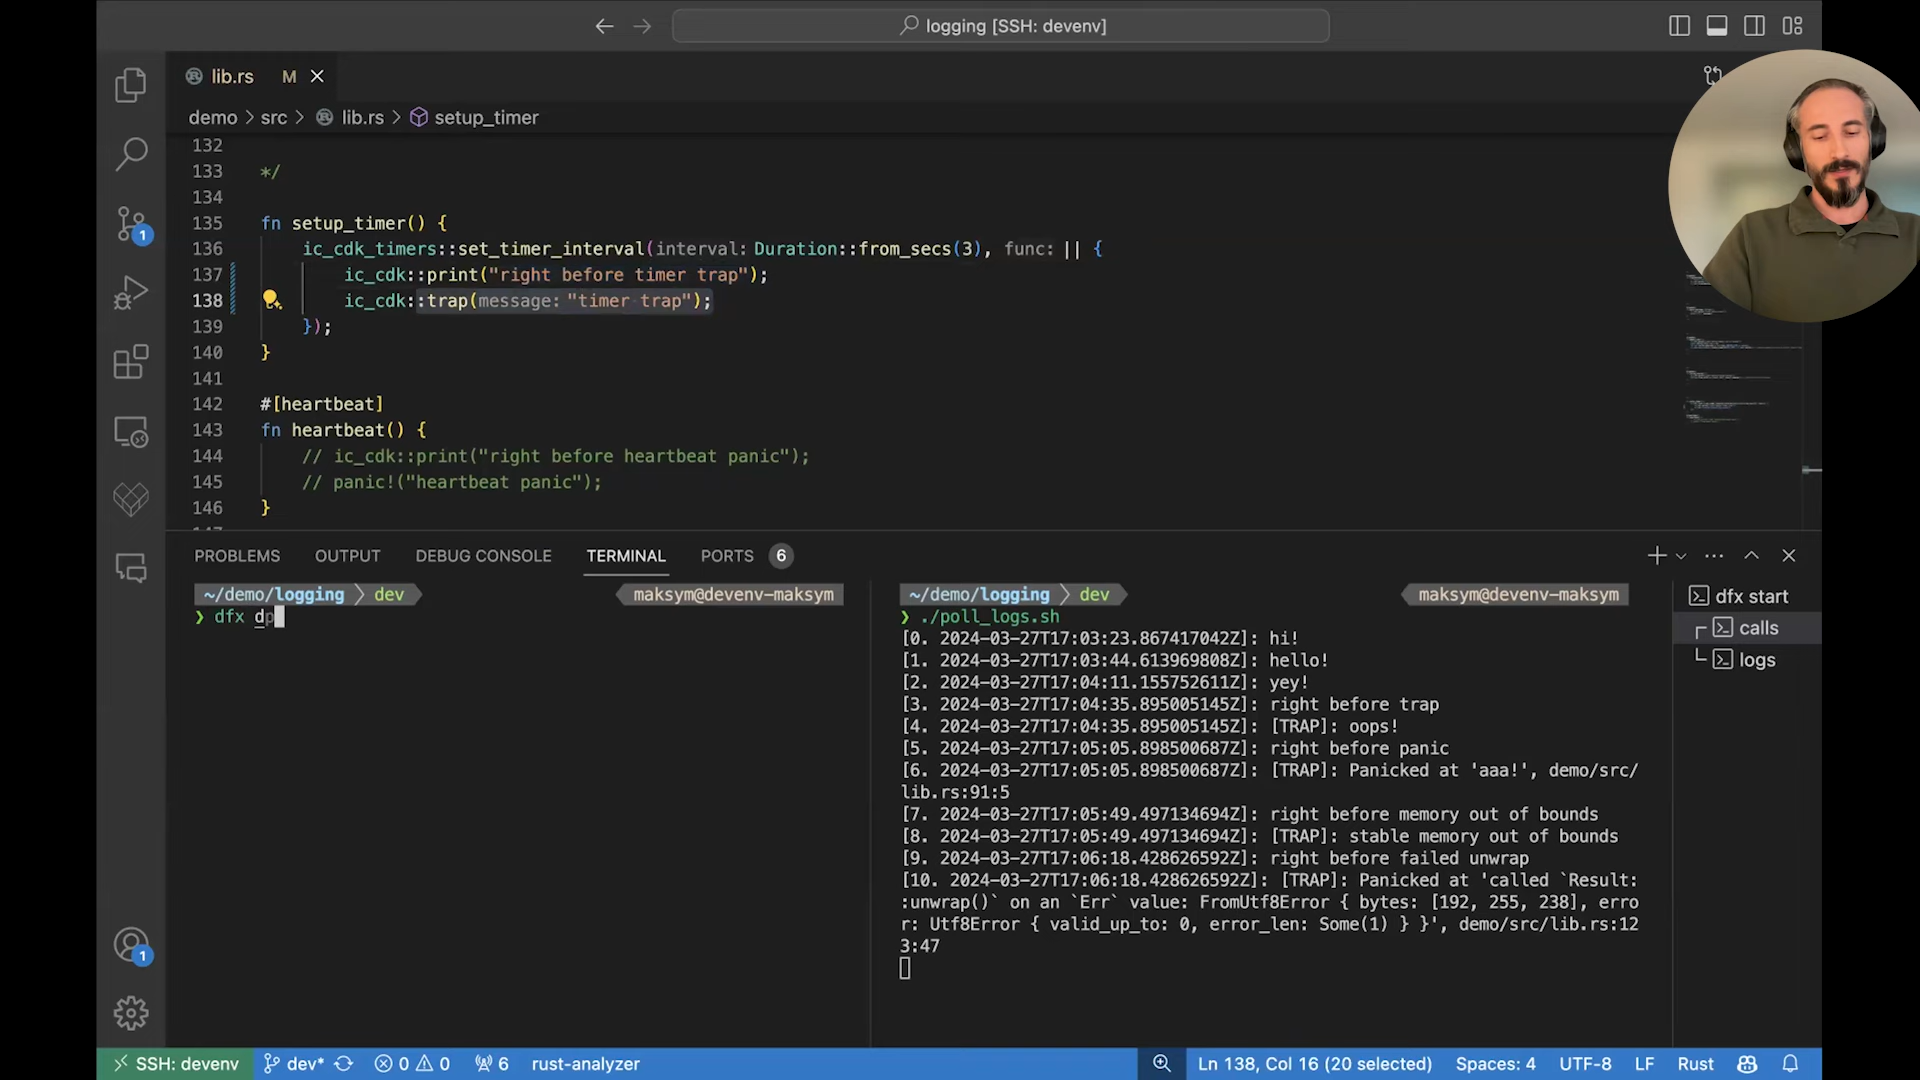 logging [SSH: devenv]
lib.rs M
demo > src > lib.rs > setup_timer
132
133 */
134
135 fn setup_timer() {
136 ic_cdk_timers::set_timer_interval(interval: Duration::from_secs(3), func: || {
137 ic_cdk::print("right before timer trap");
138 ic_cdk::trap(message: "timer trap");
139 });
140 }
141
142 #[heartbeat]
143 fn heartbeat() {
144 // ic_cdk::print("right before heartbeat panic");
145 // panic!("heartbeat panic");
146 }
1
PROBLEMS OUTPUT DEBUG CONSOLE TERMINAL PORTS 6
~/demo/logging dev maksym@devenv-maksym
❯ dfx dp
~/demo/logging dev maksym@devenv-maksym
❯ ./poll_logs.sh
[0. 2024-03-27T17:03:23.867417042Z]: hi!
[1. 2024-03-27T17:03:44.613969808Z]: hello!
[2. 2024-03-27T17:04:11.155752611Z]: yey!
[3. 2024-03-27T17:04:35.895005145Z]: right before trap
[4. 2024-03-27T17:04:35.895005145Z]: [TRAP]: oops!
[5. 2024-03-27T17:05:05.898500687Z]: right before panic
[6. 2024-03-27T17:05:05.898500687Z]: [TRAP]: Panicked at 'aaa!', demo/src/
lib.rs:91:5
[7. 2024-03-27T17:05:49.497134694Z]: right before memory out of bounds
[8. 2024-03-27T17:05:49.497134694Z]: [TRAP]: stable memory out of bounds
[9. 2024-03-27T17:06:18.428626592Z]: right before failed unwrap
[10. 2024-03-27T17:06:18.428626592Z]: [TRAP]: Panicked at 'called `Result:
:unwrap()` on an `Err` value: FromUtf8Error { bytes: [192, 255, 238], erro
r: Utf8Error { valid_up_to: 0, error_len: Some(1) } }', demo/src/lib.rs:12
3:47
dfx start
calls
logs
1
SSH: devenv dev* 0 0 6 rust-analyzer Ln 138, Col 16 (20 selected) Spaces: 4 UTF-8 LF Rust